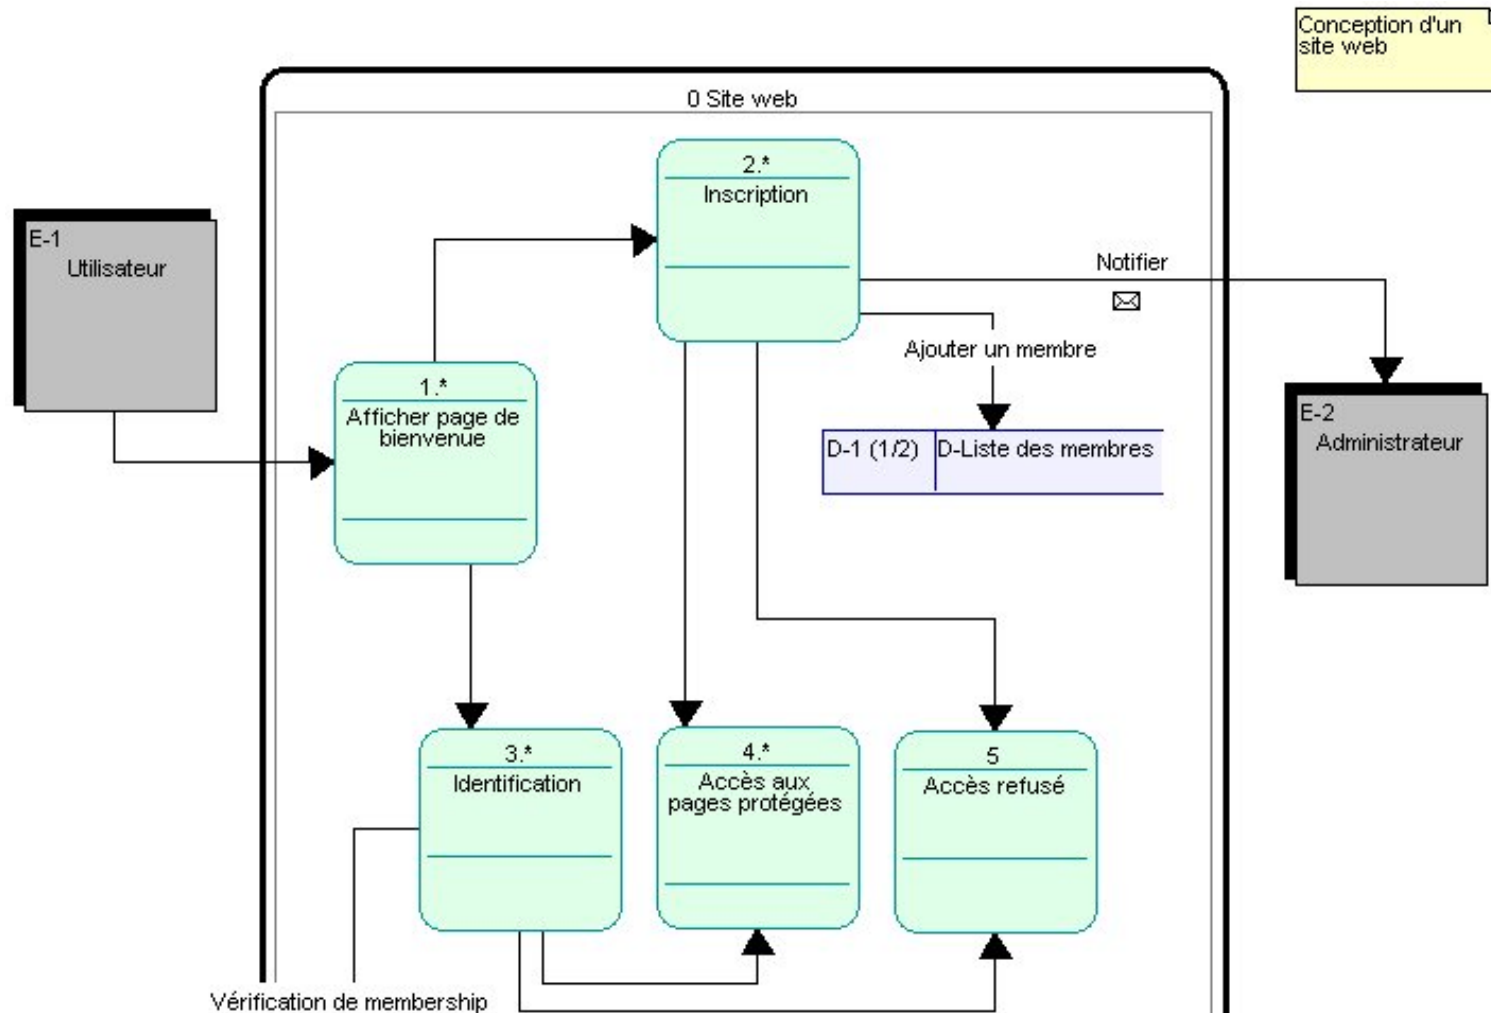 Conception d'un
site web
0 Site web
2.*
Inscription
E-1
Utilisateur
Notifier
Ajouter un membre
1.*
Afficher page de
bienvenue
E-2
Administrateur
D-1 (1/2) D-Liste des membres
3.*
Identification
4.*
Accès aux
pages protégées
5
Accès refusé
Vérification de membership